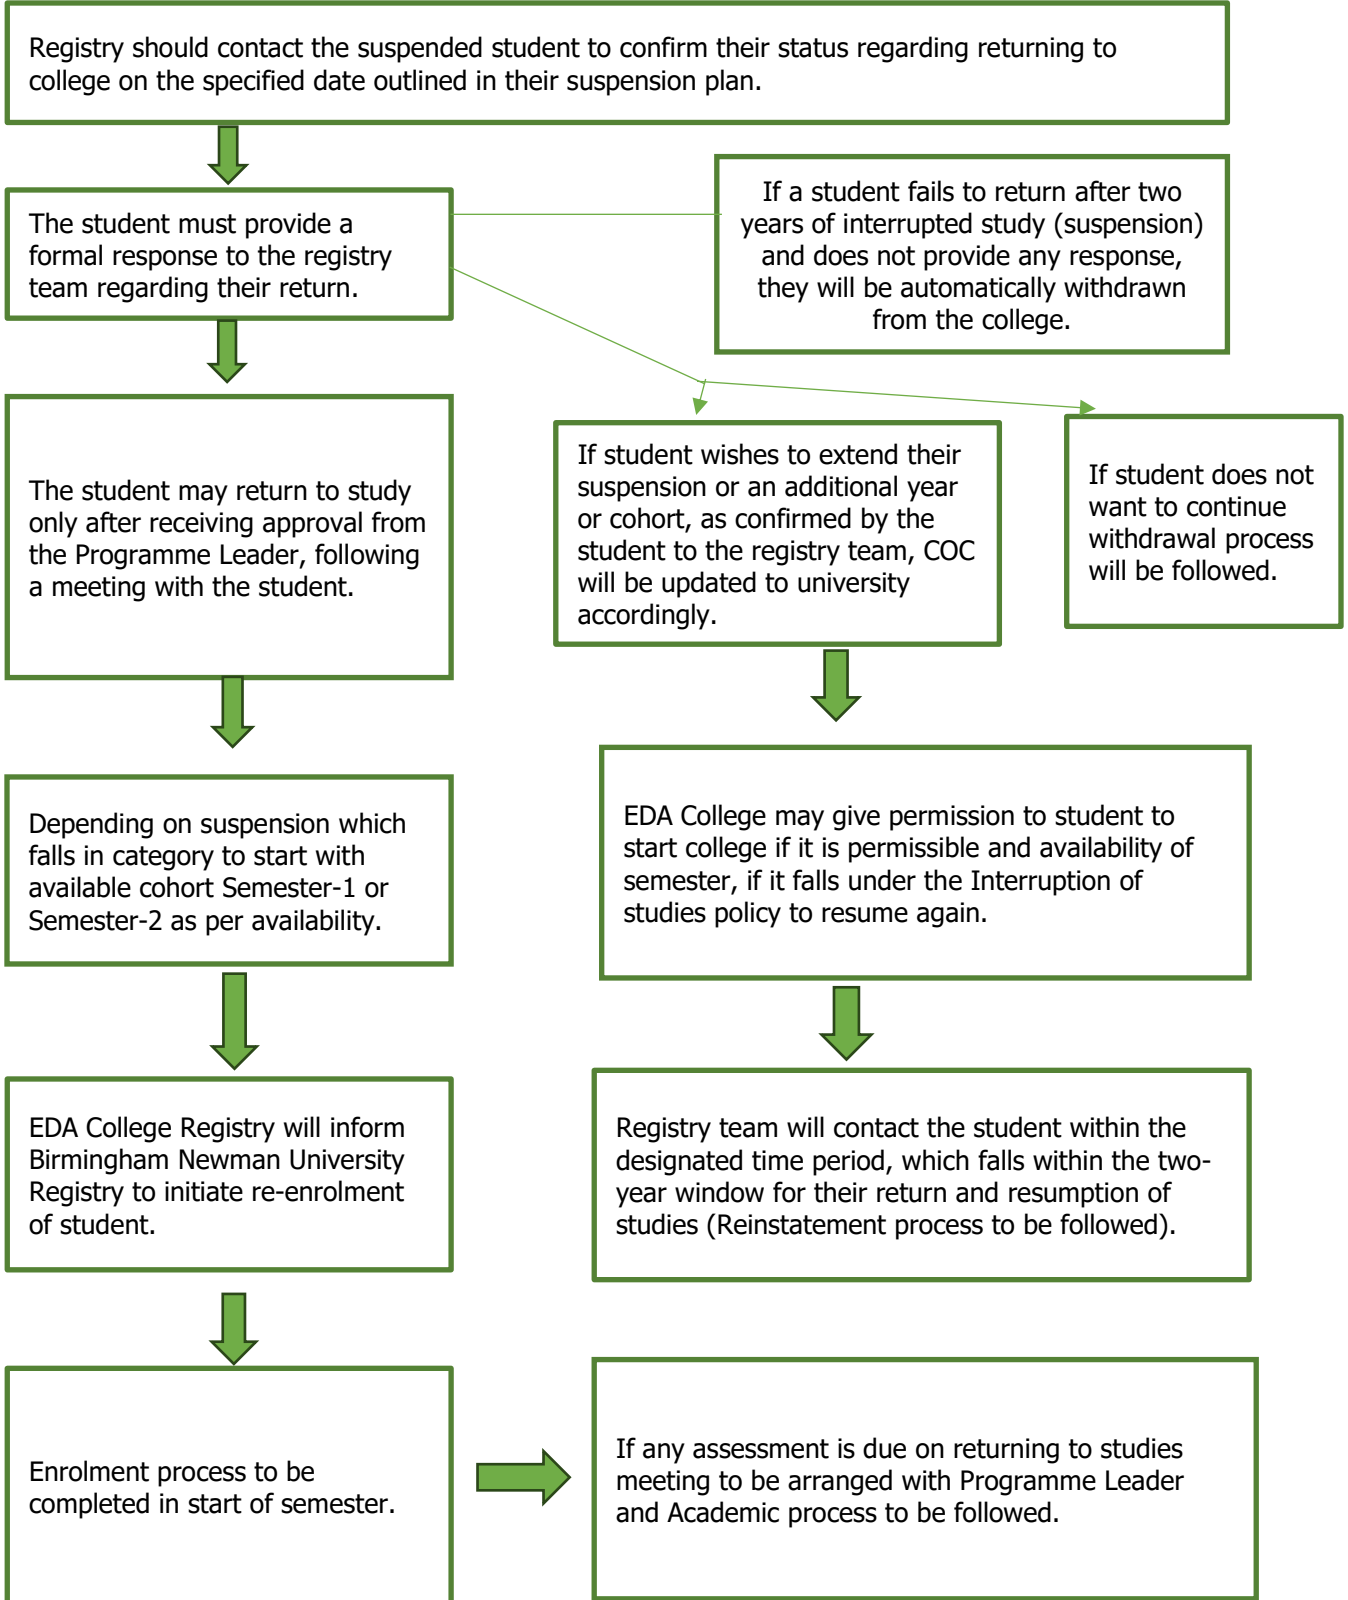 Registry should contact the suspended student to confirm their status regarding returning to
college on the specified date outlined in their suspension plan.
The student must provide a
formal response to the registry
team regarding their return.
If a student fails to return after two
years of interrupted study (suspension)
and does not provide any response,
they will be automatically withdrawn
from the college.
The student may return to study
only after receiving approval from
the Programme Leader, following
a meeting with the student.
If student wishes to extend their
suspension or an additional year
or cohort, as confirmed by the
student to the registry team, COC
will be updated to university
accordingly.
If student does not
want to continue
withdrawal process
will be followed.
Depending on suspension which
falls in category to start with
available cohort Semester-1 or
Semester-2 as per availability.
EDA College may give permission to student to
start college if it is permissible and availability of
semester, if it falls under the Interruption of
studies policy to resume again.
EDA College Registry will inform
Birmingham Newman University
Registry to initiate re-enrolment
of student.
Registry team will contact the student within the
designated time period, which falls within the two-
year window for their return and resumption of
studies (Reinstatement process to be followed).
Enrolment process to be
completed in start of semester.
If any assessment is due on returning to studies
meeting to be arranged with Programme Leader
and Academic process to be followed.